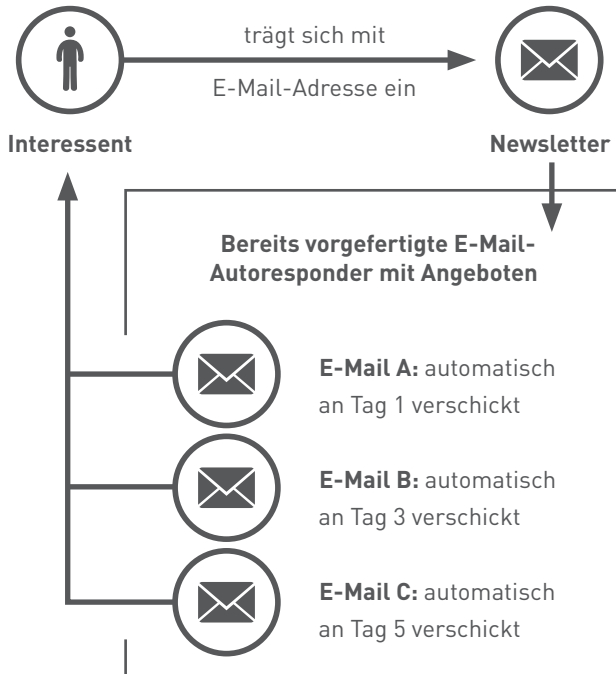 trägt sich mit
E-Mail-Adresse ein
Interessent
Newsletter
Bereits vorgefertigte E-Mail-
Autoresponder mit Angeboten
E-Mail A: automatisch
an Tag 1 verschickt
E-Mail B: automatisch
an Tag 3 verschickt
E-Mail C: automatisch
an Tag 5 verschickt